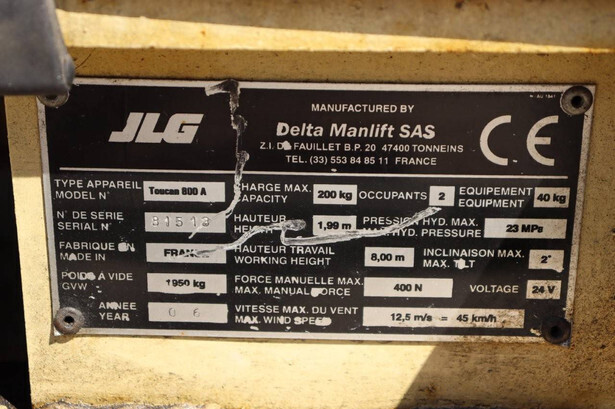 JLG
MANUFACTURED BY
Delta Manlift SAS
Z.I. DE FAUILLET B.P. 20 47400 TONNEINS
TEL. (33) 553 84 85 11 FRANCE
CE
TYPE APPAREIL
MODEL N°
Toucan 800 A
CHARGE MAX.
CAPACITY
200 kg
OCCUPANTS
2
EQUIPEMENT
EQUIPMENT
40 kg
N° DE SERIE
SERIAL N°
81513
HAUTEUR
1,99 m
PRESSION HYD. MAX.
MAX. HYD. PRESSURE
23 MPa
FABRIQUE EN
MADE IN
FRANCE
HAUTEUR TRAVAIL
WORKING HEIGHT
8,00 m
INCLINAISON MAX.
MAX. TILT
2°
POIDS A VIDE
GVW
1950 kg
FORCE MANUELLE MAX.
MAX. MANUAL FORCE
400 N
VOLTAGE
24 V
ANNEE
YEAR
06
VITESSE MAX. DU VENT
MAX. WIND SPEED
12,5 m/s = 45 km/h